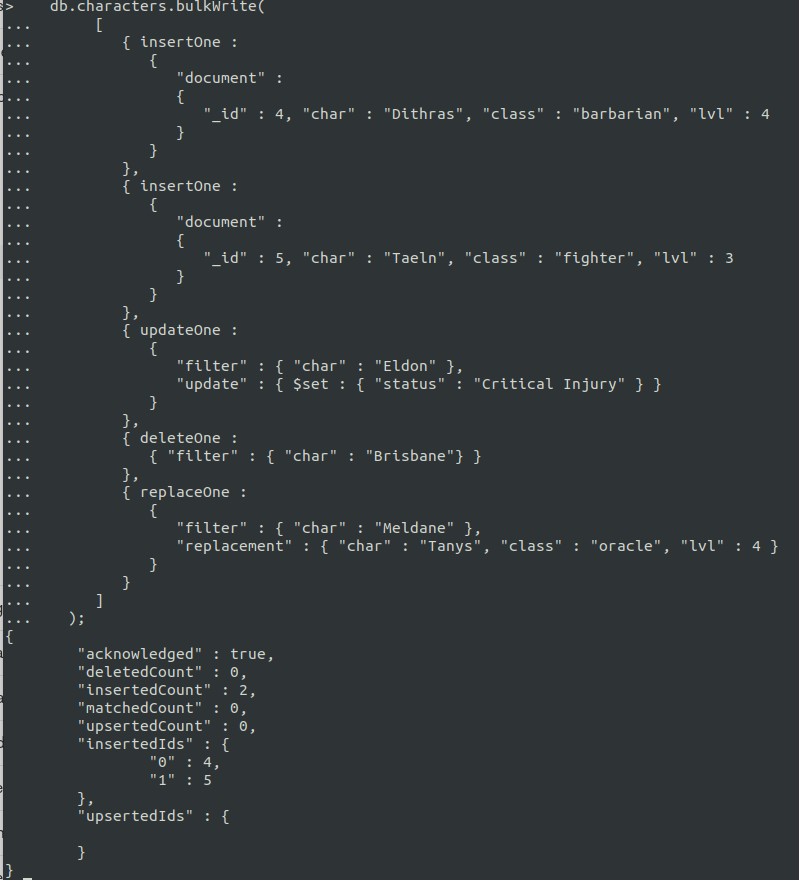 >    db.characters.bulkWrite(
...       [
...          { insertOne :
...             {
...                "document" :
...                {
...                   "_id" : 4, "char" : "Dithras", "class" : "barbarian", "lvl" : 4
...                }
...             }
...          },
...          { insertOne :
...             {
...                "document" :
...                {
...                   "_id" : 5, "char" : "Taeln", "class" : "fighter", "lvl" : 3
...                }
...             }
...          },
...          { updateOne :
...             {
...                "filter" : { "char" : "Eldon" },
...                "update" : { $set : { "status" : "Critical Injury" } }
...             }
...          },
...          { deleteOne :
...             { "filter" : { "char" : "Brisbane"} }
...          },
...          { replaceOne :
...             {
...                "filter" : { "char" : "Meldane" },
...                "replacement" : { "char" : "Tanys", "class" : "oracle", "lvl" : 4 }
...             }
...          }
...       ]
...    );
{
        "acknowledged" : true,
        "deletedCount" : 0,
        "insertedCount" : 2,
        "matchedCount" : 0,
        "upsertedCount" : 0,
        "insertedIds" : {
                "0" : 4,
                "1" : 5
        },
        "upsertedIds" : {

        }
}